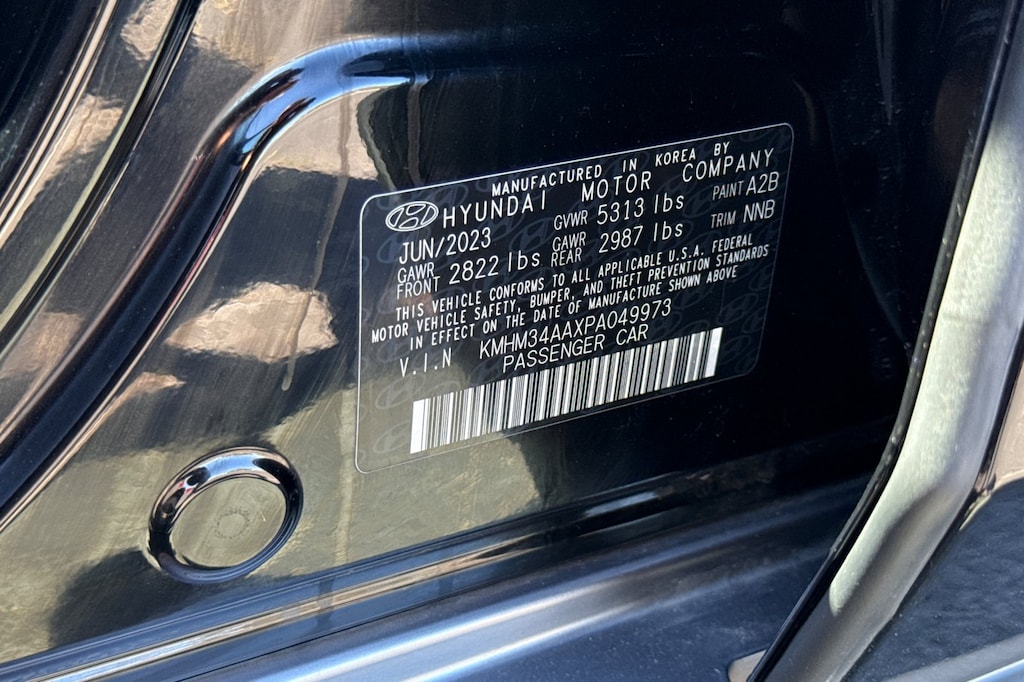 MANUFACTURED IN KOREA BY
HYUNDAI MOTOR COMPANY
JUN/2023 GVWR 5313 lbs PAINT A2B
GAWR FRONT 2822 lbs GAWR REAR 2987 lbs TRIM NNB
THIS VEHICLE CONFORMS TO ALL APPLICABLE U.S.A. FEDERAL
MOTOR VEHICLE SAFETY, BUMPER, AND THEFT PREVENTION STANDARDS
IN EFFECT ON THE DATE OF MANUFACTURE SHOWN ABOVE
V.I.N KMHM34AAXPA049973
PASSENGER CAR